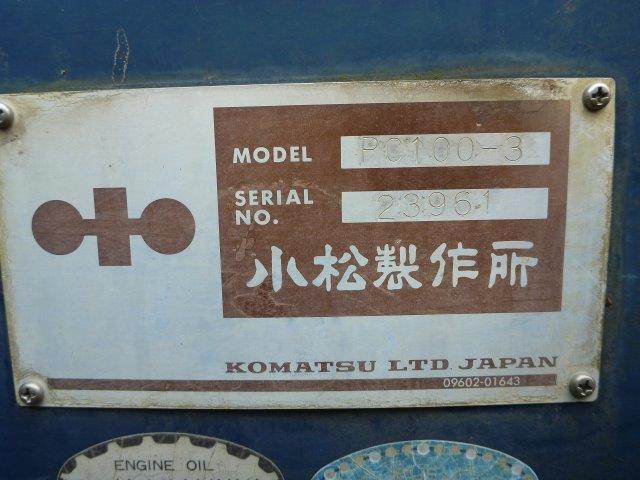 MODEL PC100-3
SERIAL NO. 23961
小松製作所
KOMATSU LTD. JAPAN
09602-01643
ENGINE OIL